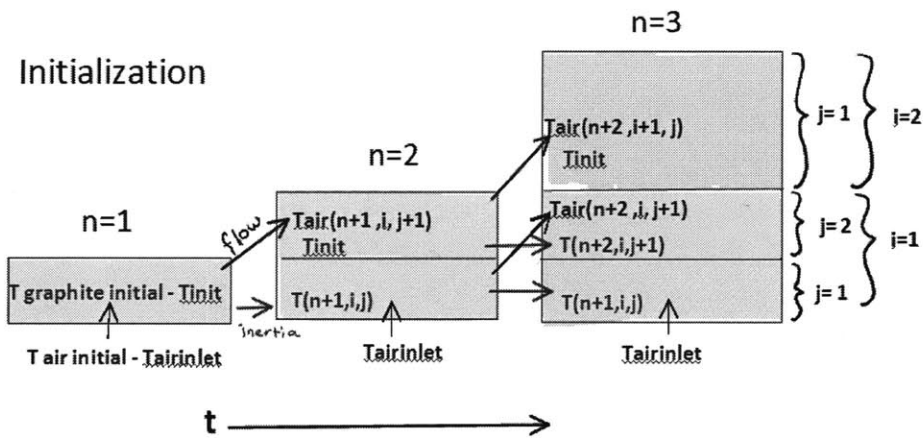 Initialization
n=1
T graphite initial - Tinit
T air initial - Tairinlet
flow
inertia
n=2
Tair(n+1 ,i, j+1)
Tinit
T(n+1,i,j)
Tairinlet
n=3
Tair(n+2 ,i+1, j)
Tinit
Tair(n+2 ,i, j+1)
T(n+2,i,j+1)
T(n+1,i,j)
Tairinlet
j= 1
j=2
j= 1
j=2
i=1
t